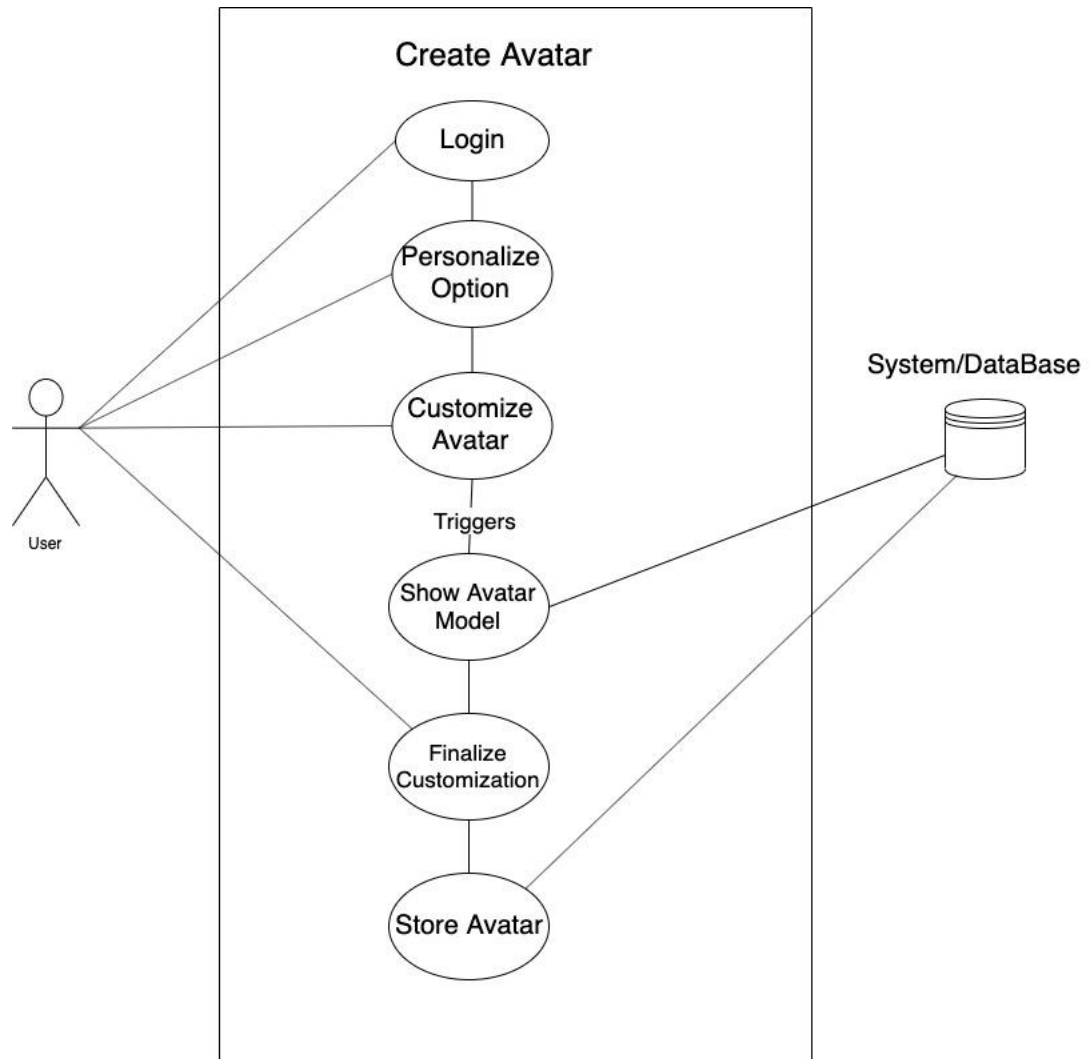 Create Avatar
Login
Personalize
Option
System/DataBase
Customize
Avatar
Triggers
User
Show Avatar
Model
Finalize
Customization
Store Avatar